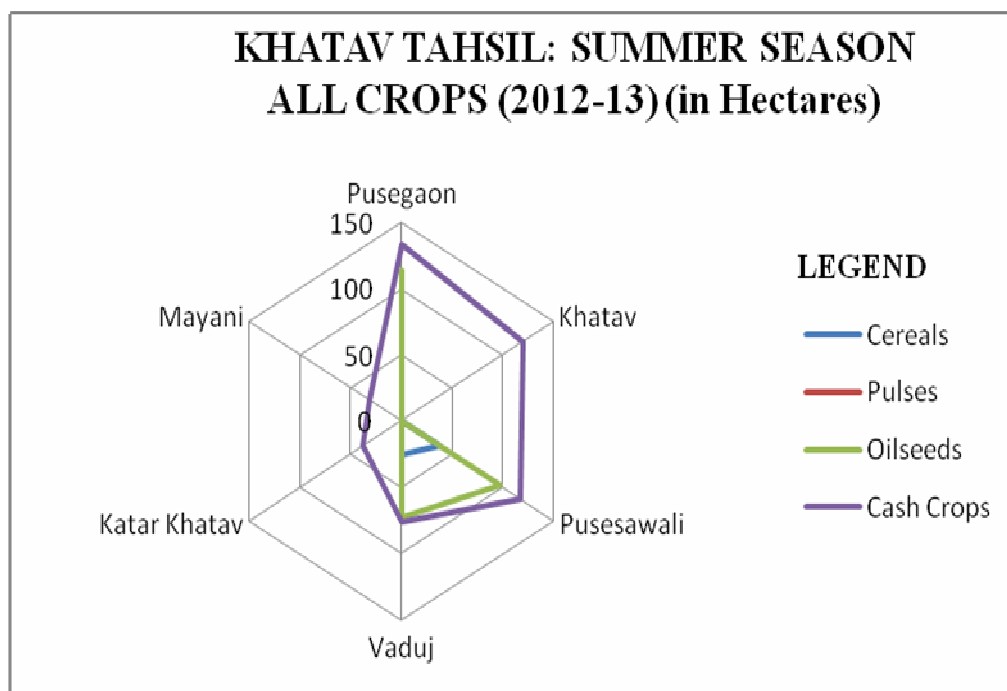 KHATAV TAHSIL: SUMMER SEASON
ALL CROPS (2012-13) (in Hectares)
Pusegaon
150
100
50
0
Khatav
Pusesawali
Vaduj
Katar Khatav
Mayani
LEGEND
Cereals
Pulses
Oilseeds
Cash Crops